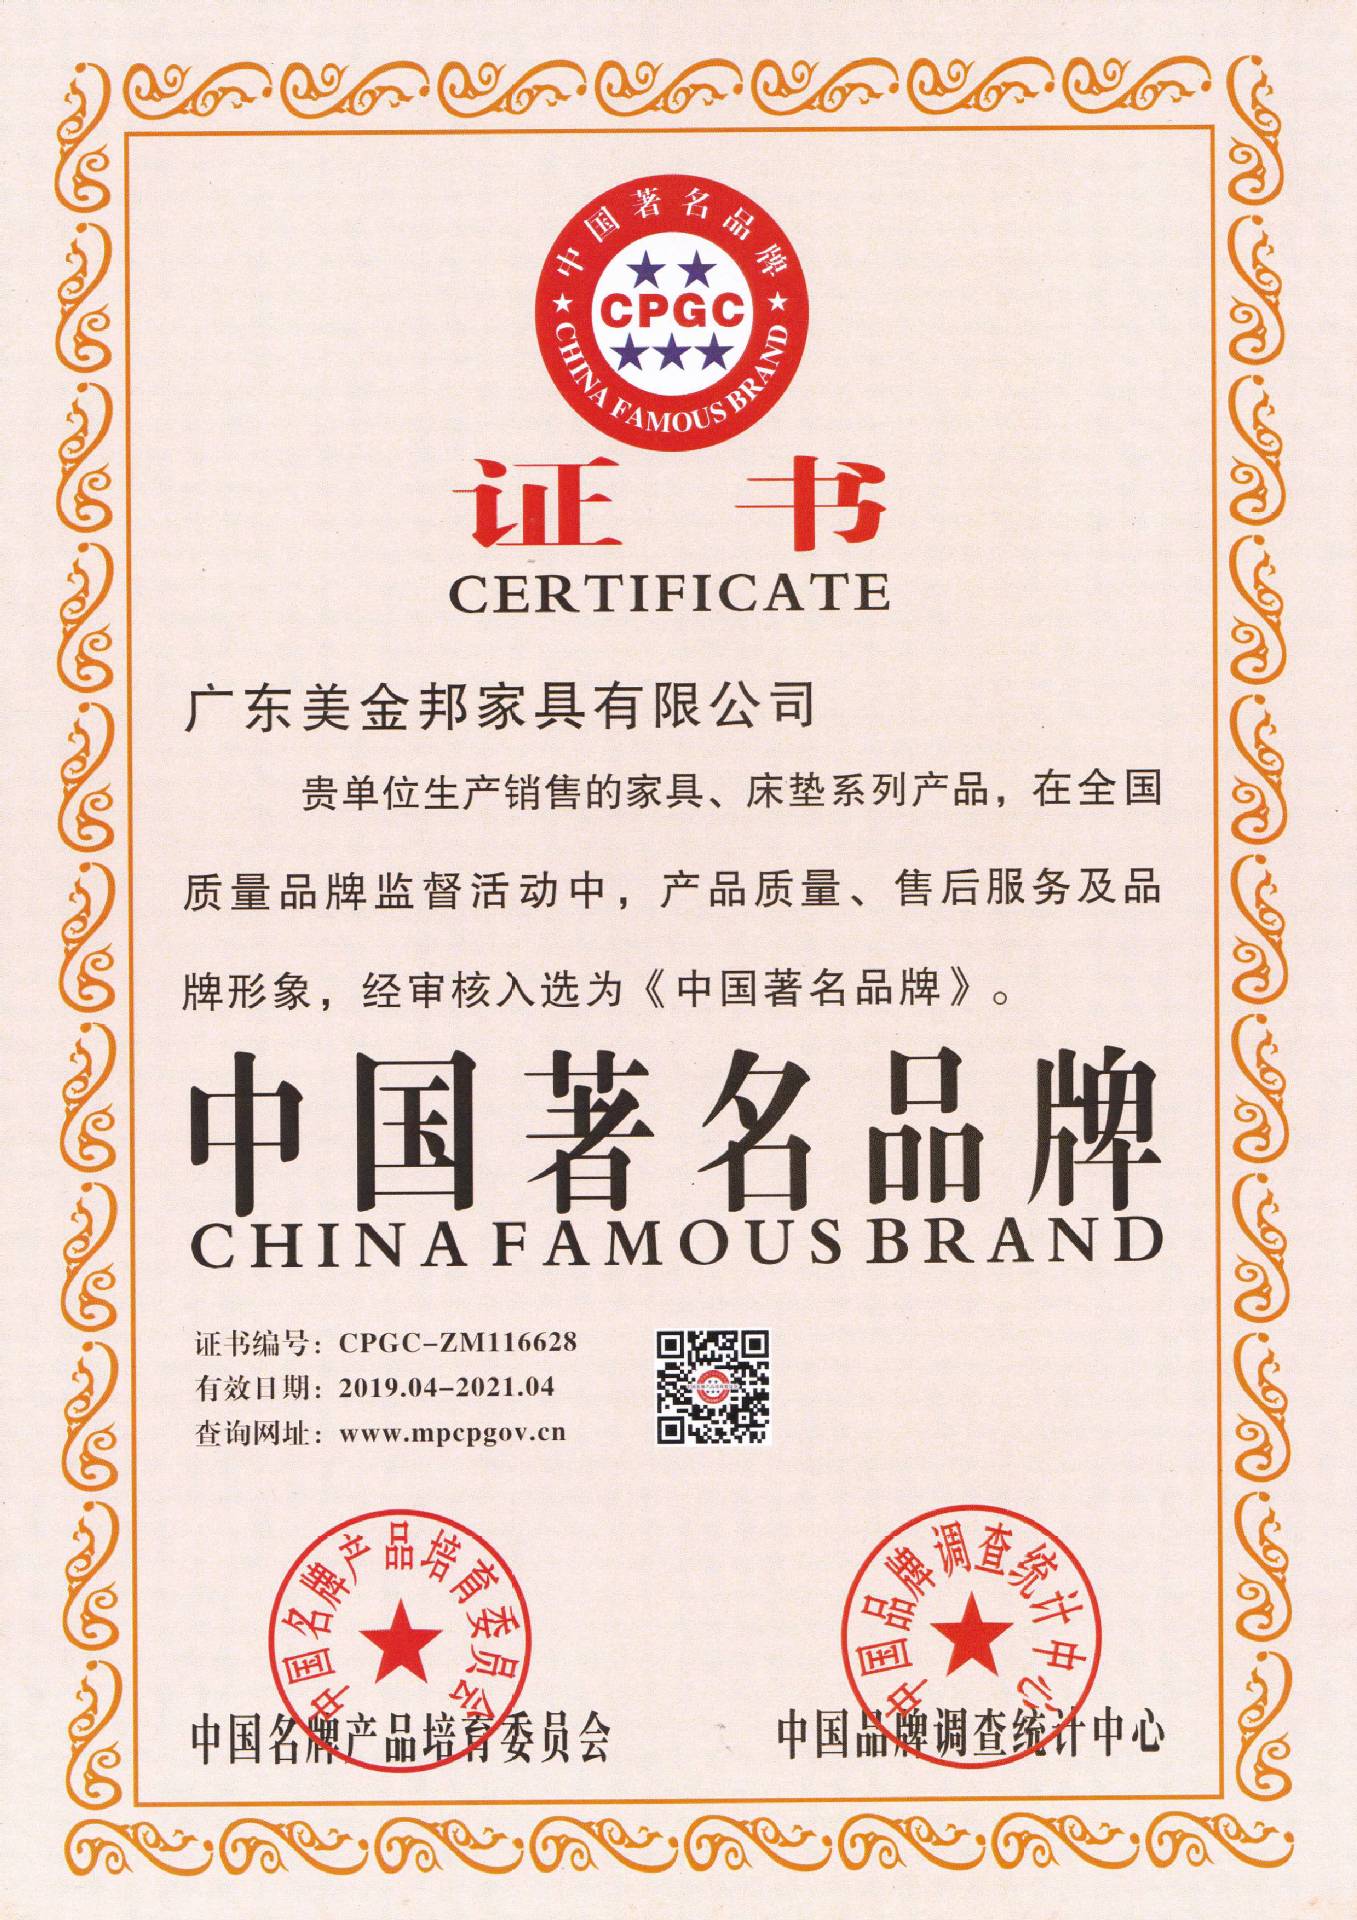 中国著名品牌
CPGC
CHINA FAMOUS BRAND
证书
CERTIFICATE
广东美金邦家具有限公司
贵单位生产销售的家具、床垫系列产品，在全国
质量品牌监督活动中，产品质量、售后服务及品
牌形象，经审核入选为《中国著名品牌》。
中国著名品牌
CHINA FAMOUS BRAND
证书编号：CPGC-ZM116628
有效日期：2019.04-2021.04
查询网址：www.mpcpgov.cn
中国名牌产品培育委员会
中国品牌调查统计中心
中国名牌产品培育委员会
中国品牌调查统计中心